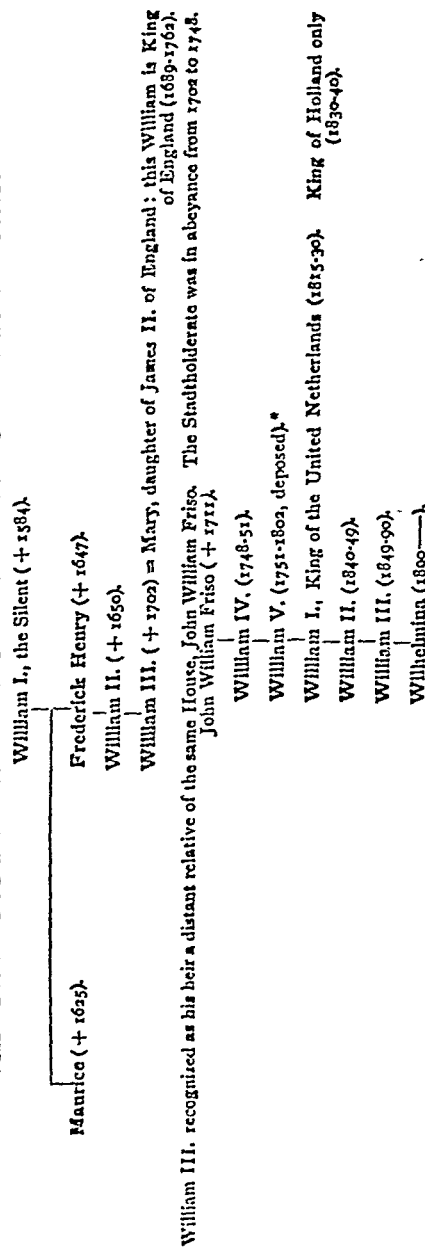 William I., the Silent (+ 1584).
Maurice (+ 1625).
Frederick Henry (+ 1647).
William II. (+ 1650).
William III. (+ 1702) = Mary, daughter of James II. of England: this William is King
of England (1689-1762).
William III. recognized as his heir a distant relative of the same House, John William Friso. The Stadtholderate was in abeyance from 1702 to 1748.
John William Friso (+ 1711).
William IV. (1748-51).
William V. (1751-1802, deposed).*
William I., King of the United Netherlands (1815-30). King of Holland only
(1830-40).
William II. (1840-49).
William III. (1849-90).
Wilhelmina (1890——).